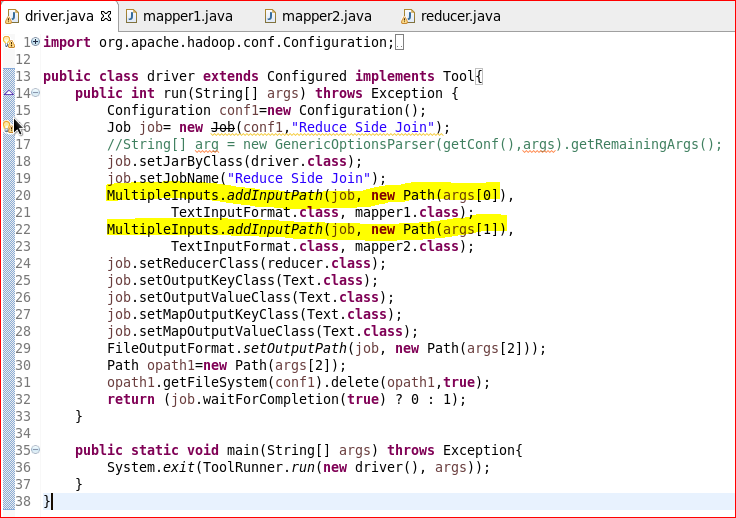 driver.java mapper1.java mapper2.java reducer.java
1 import org.apache.hadoop.conf.Configuration;
12
13 public class driver extends Configured implements Tool{
14     public int run(String[] args) throws Exception {
15         Configuration conf1=new Configuration();
16         Job job= new Job(conf1,"Reduce Side Join");
17         //String[] arg = new GenericOptionsParser(getConf(),args).getRemainingArgs();
18         job.setJarByClass(driver.class);
19         job.setJobName("Reduce Side Join");
20         MultipleInputs.addInputPath(job, new Path(args[0]),
21                 TextInputFormat.class, mapper1.class);
22         MultipleInputs.addInputPath(job, new Path(args[1]),
23                 TextInputFormat.class, mapper2.class);
24         job.setReducerClass(reducer.class);
25         job.setOutputKeyClass(Text.class);
26         job.setOutputValueClass(Text.class);
27         job.setMapOutputKeyClass(Text.class);
28         job.setMapOutputValueClass(Text.class);
29         FileOutputFormat.setOutputPath(job, new Path(args[2]));
30         Path opath1=new Path(args[2]);
31         opath1.getFileSystem(conf1).delete(opath1,true);
32         return (job.waitForCompletion(true) ? 0 : 1);
33     }
34
35     public static void main(String[] args) throws Exception{
36         System.exit(ToolRunner.run(new driver(), args));
37     }
38 }